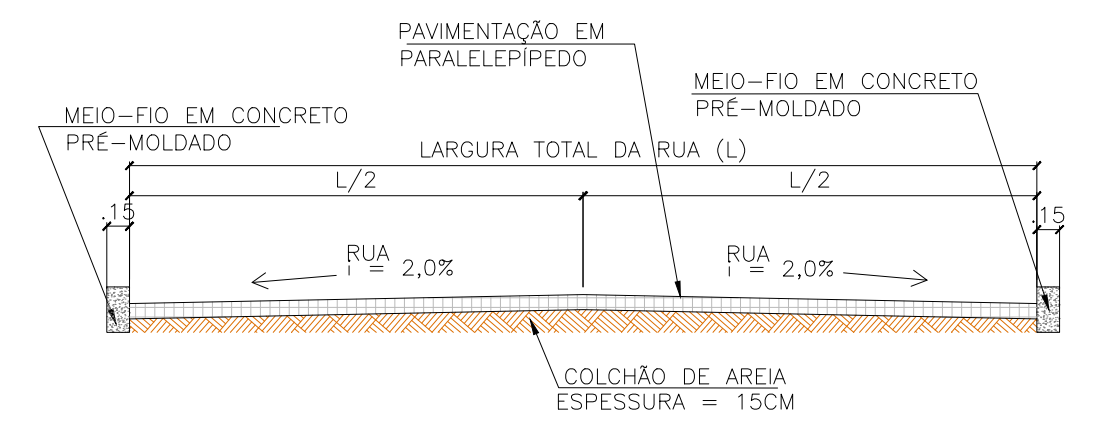 PAVIMENTAÇÃO EM
PARALELEPÍPEDO
MEIO-FIO EM CONCRETO
PRÉ-MOLDADO
MEIO-FIO EM CONCRETO
PRÉ-MOLDADO
LARGURA TOTAL DA RUA (L)
L/2
L/2
.15
.15
RUA
i = 2,0%
RUA
i = 2,0%
COLCHÃO DE AREIA
ESPESSURA = 15CM